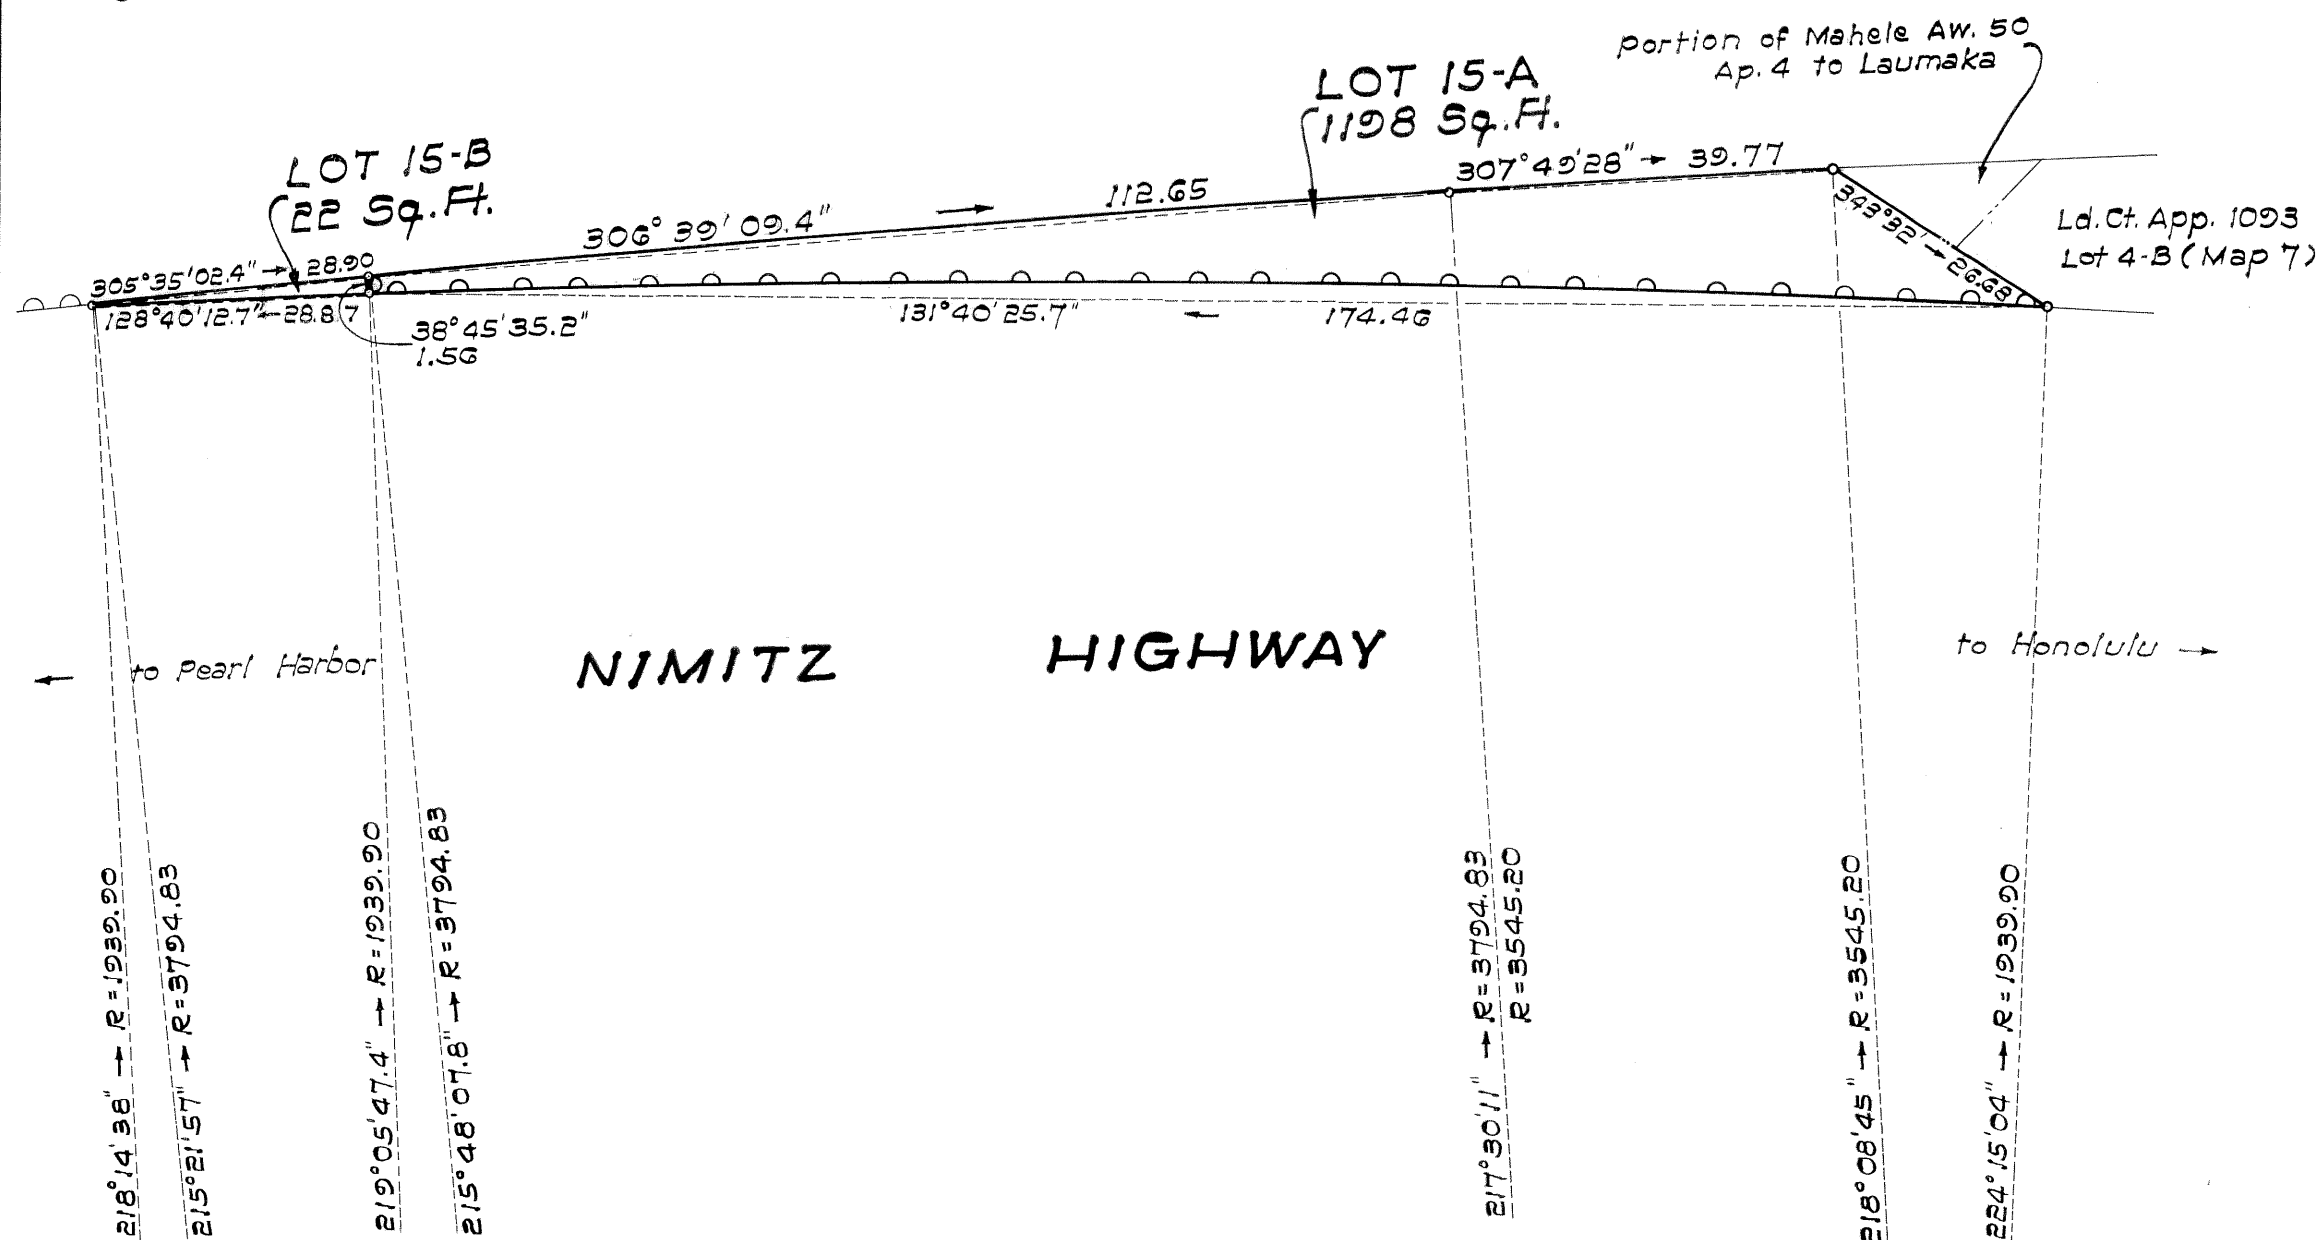 portion of Mahele Aw. 50
Ap. 4 to Laumaka
LOT 15-A
1198 Sq. Ft.
LOT 15-B
22 Sq. Ft.
307°49'28" → 39.77
112.65
306° 39' 09.4"
305°35'02.4" → 28.90
128°40'12.7" ← 28.87
38°45'35.2"
1.56
131°40'25.7"
174.46
343°32' → 26.68
Ld. Ct. App. 1093
Lot 4-B (Map 7)
← to Pearl Harbor
NIMITZ HIGHWAY
to Honolulu →
218°14'38" → R=1939.90
215°21'57" → R=3794.83
219°05'47.4" → R=1939.90
215°48'07.8" → R=3794.83
217°30'11" → R=3794.83
R=3545.20
218°08'45" → R=3545.20
224°15'04" → R=1939.90